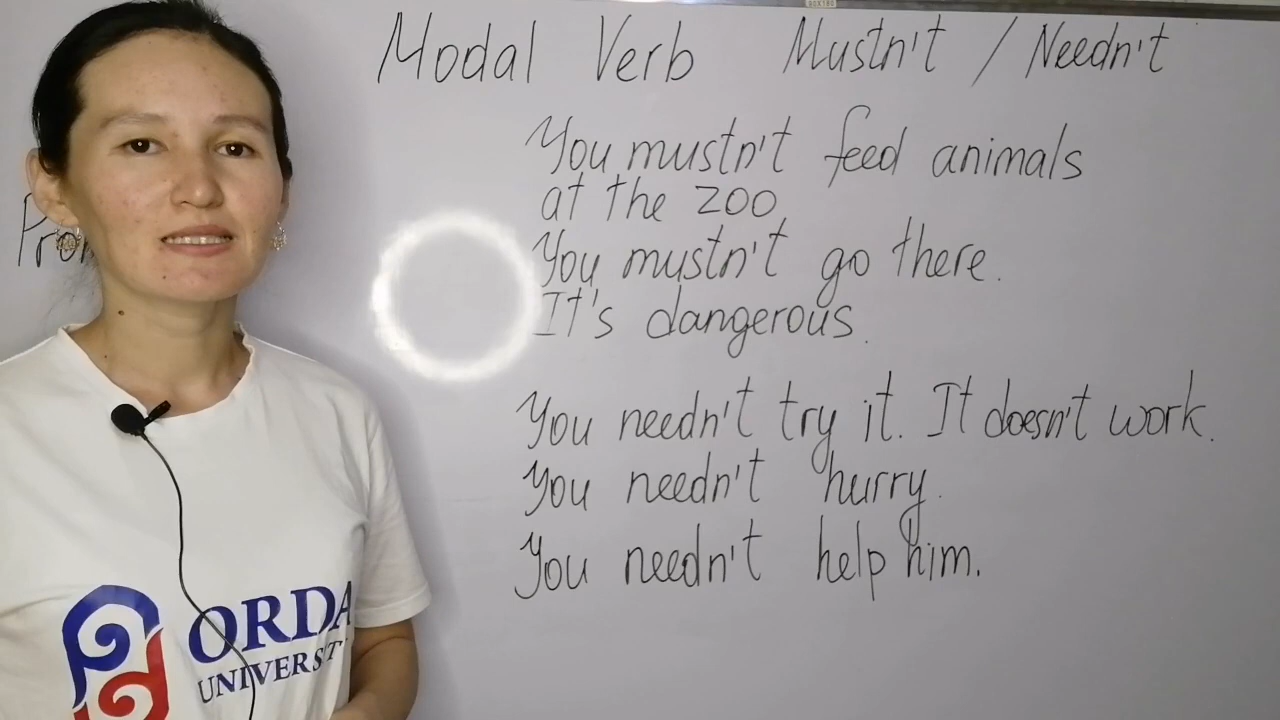 Modal Verb Mustn't / Needn't
You mustn't feed animals
at the zoo
You mustn't go there.
It's dangerous.
You needn't try it. It doesn't work.
You needn't hurry.
You needn't help him.
ORDA
UNIVERSITY